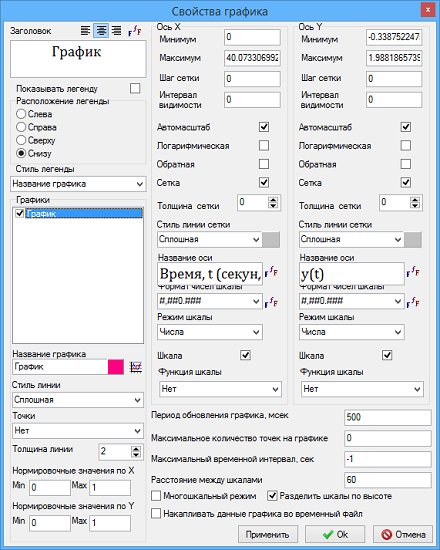 Свойства графика
Заголовок
График
Показывать легенду
Расположение легенды
Слева
Справа
Сверху
Снизу
Стиль легенды
Название графика
Графики
График
Название графика
График
Стиль линии
Сплошная
Точки
Нет
Толщина линии 2
Нормировочные значения по X
Min 0 Max 1
Нормировочные значения по Y
Min 0 Max 1
Ось X
Минимум 0
Максимум 40.073306992
Шаг сетки 0
Интервал видимости 0
Автомасштаб
Логарифмическая
Обратная
Сетка
Толщина сетки 0
Стиль линии сетки
Сплошная
Название оси
Время, t (секун,
Формат чисел шкалы
#,##0.###
Режим шкалы
Числа
Шкала
Функция шкалы
Нет
Ось Y
Минимум -0.338752247
Максимум 1.9881865739
Шаг сетки 0
Интервал видимости 0
Автомасштаб
Логарифмическая
Обратная
Сетка
Толщина сетки 0
Стиль линии сетки
Сплошная
Название оси
y(t)
Формат чисел шкалы
#,##0.###
Режим шкалы
Числа
Шкала
Функция шкалы
Нет
Период обновления графика, мсек 500
Максимальное количество точек на графике 0
Максимальный временной интервал, сек -1
Расстояние между шкалами 60
Многошкальный режим Разделить шкалы по высоте
Накапливать данные графика во временный файл
Применить Ok Отмена